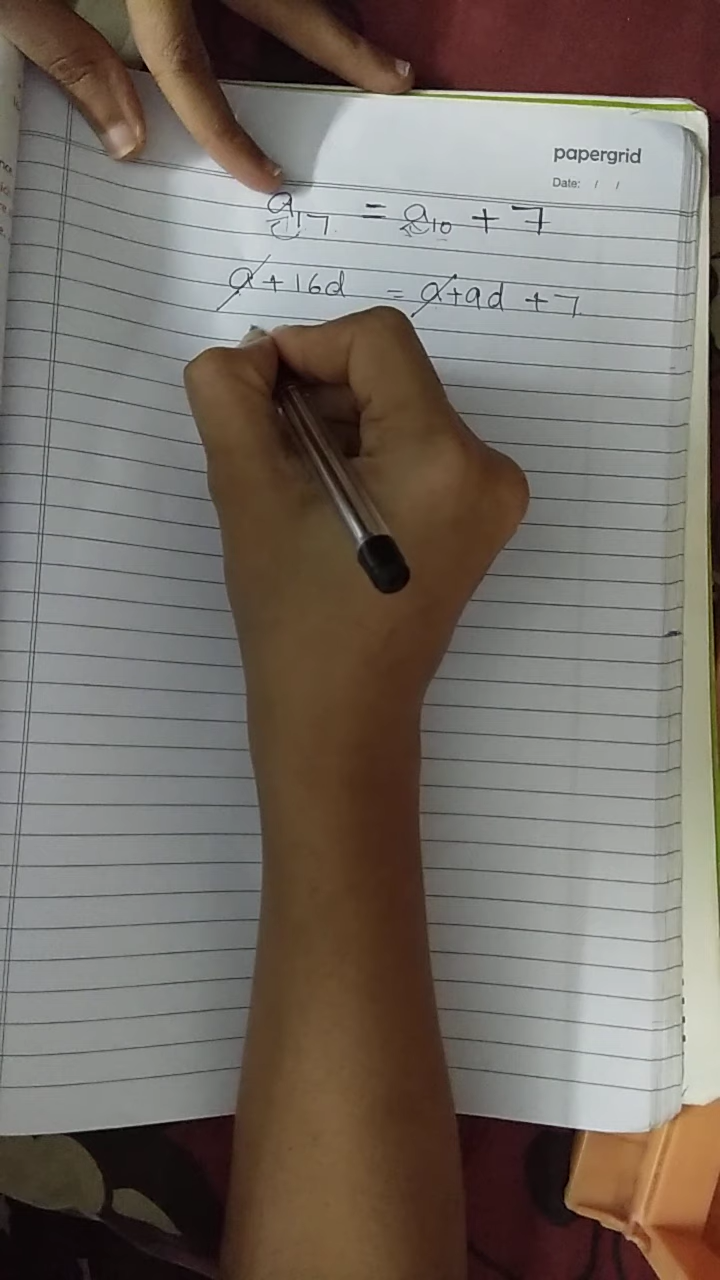 papergrid
Date: / /
a₁₇ = a₁₀ + 7
a + 16d = a + 9d + 7